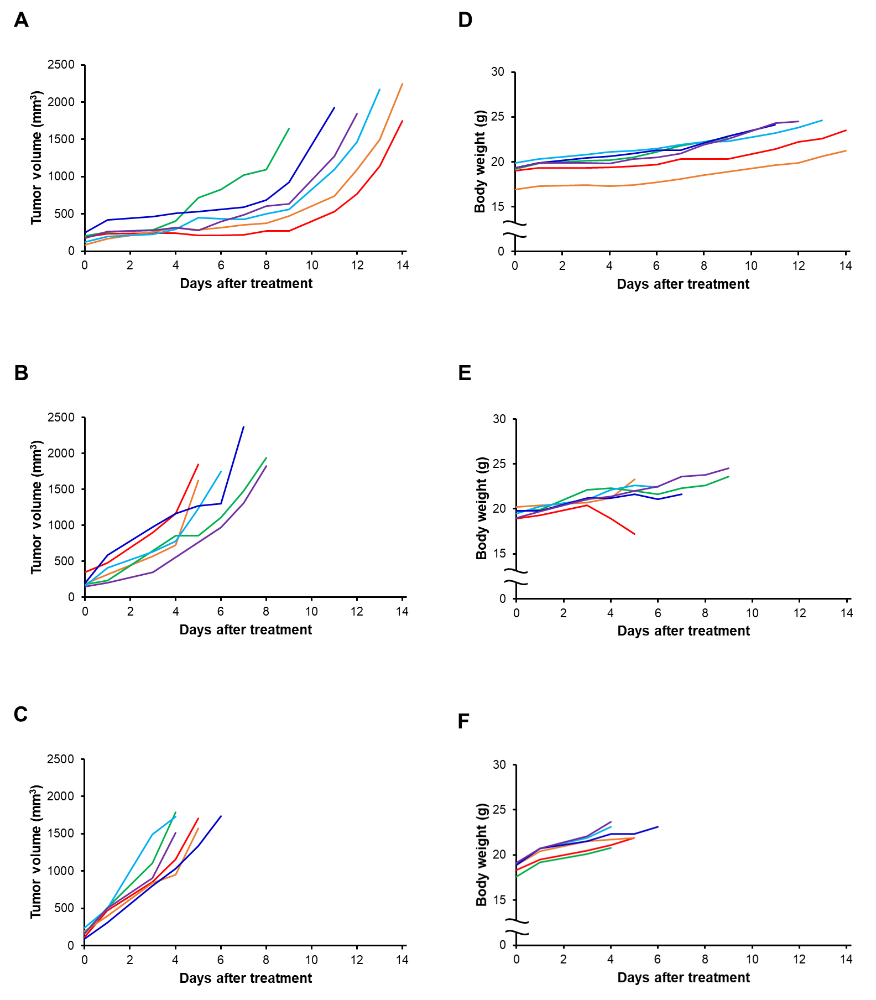 A
2500
2000
1500
1000
500
0
Tumor volume (mm³)
0 2 4 6 8 10 12 14
Days after treatment
D
30
25
20
15
0
Body weight (g)
0 2 4 6 8 10 12 14
Days after treatment
B
2500
2000
1500
1000
500
0
Tumor volume (mm³)
0 2 4 6 8 10 12 14
Days after treatment
E
30
25
20
15
0
Body weight (g)
0 2 4 6 8 10 12 14
Days after treatment
C
2500
2000
1500
1000
500
0
Tumor volume (mm³)
0 2 4 6 8 10 12 14
Days after treatment
F
30
25
20
15
0
Body weight (g)
0 2 4 6 8 10 12 14
Days after treatment